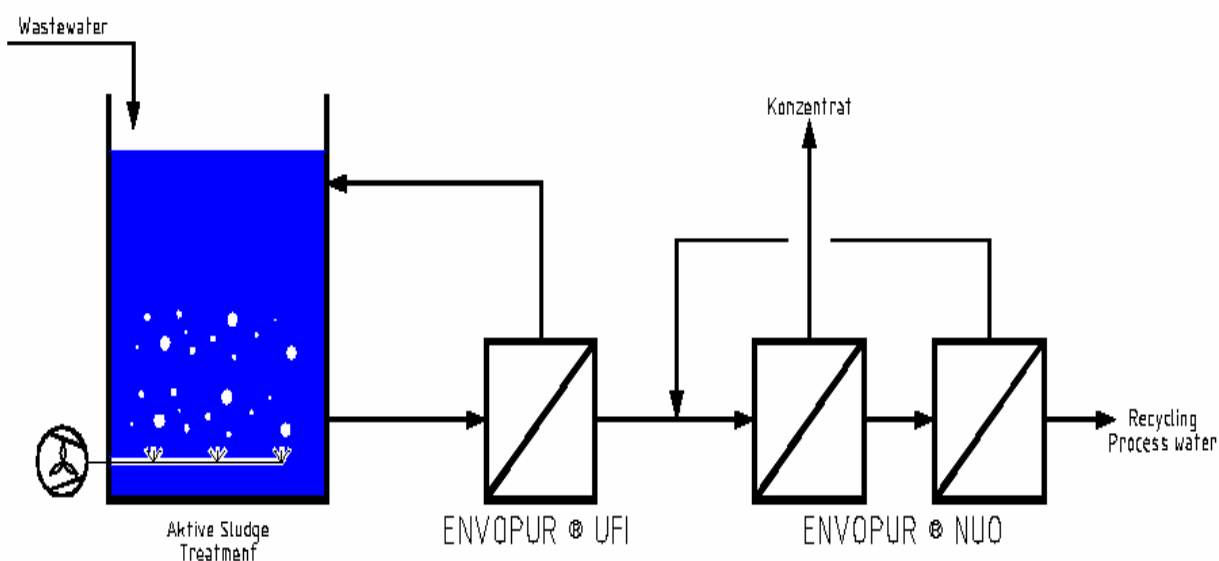 Wastewater
Konzentrat
Recycling
Process water
Aktive Sludge
Treatment
ENVOPUR ® UFI
ENVOPUR ® NUO